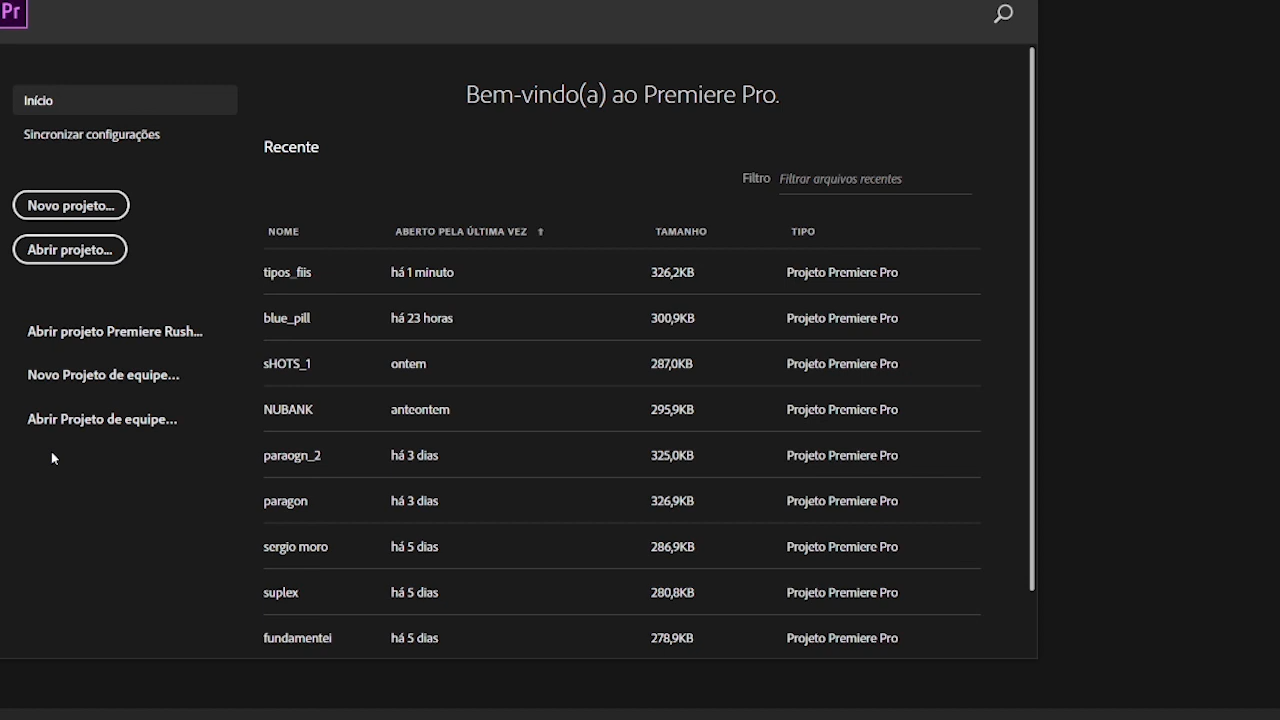 Pr
Início
Sincronizar configurações
Novo projeto...
Abrir projeto...
Abrir projeto Premiere Rush...
Novo Projeto de equipe...
Abrir Projeto de equipe...
Bem-vindo(a) ao Premiere Pro.
Recente
Filtro Filtrar arquivos recentes
NOME ABERTO PELA ÚLTIMA VEZ ↑ TAMANHO TIPO
tipos_fiis há 1 minuto 326,2KB Projeto Premiere Pro
blue_pill há 23 horas 300,9KB Projeto Premiere Pro
sHOTS_1 ontem 287,0KB Projeto Premiere Pro
NUBANK anteontem 295,9KB Projeto Premiere Pro
paraogn_2 há 3 dias 325,0KB Projeto Premiere Pro
paragon há 3 dias 326,9KB Projeto Premiere Pro
sergio moro há 5 dias 286,9KB Projeto Premiere Pro
suplex há 5 dias 280,8KB Projeto Premiere Pro
fundamentei há 5 dias 278,9KB Projeto Premiere Pro